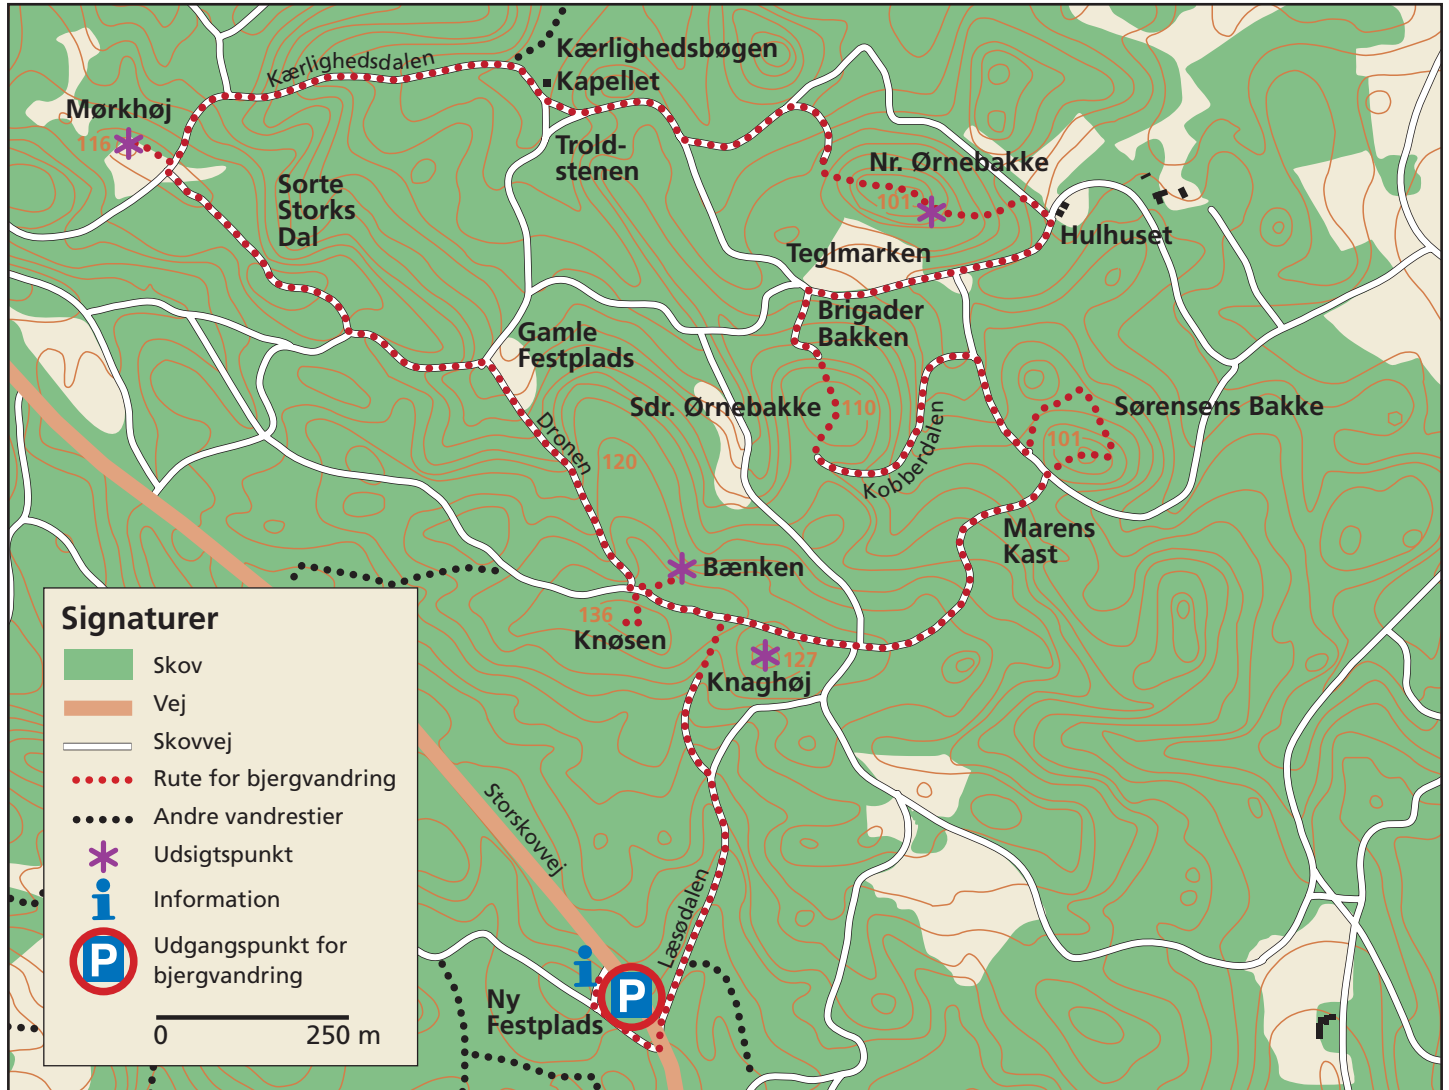 Kærlighedsbøgen
Kærlighedsdalen
Kapellet
Mørkhøj
116
Trold-
stenen
Nr. Ørnebakke
101
Sorte
Storks
Dal
Hulhuset
Teglmarken
Brigader
Bakken
Gamle
Festplads
Sdr. Ørnebakke
110
Sørensens Bakke
101
Dronen
120
Kobberdalen
Marens
Kast
Bænken
136
Knøsen
127
Knaghøj
Storskovvej
Læsødalen
i
P
Ny
Festplads
Signaturer
Skov
Vej
Skovvej
Rute for bjergvandring
Andre vandrestier
Udsigtspunkt
i
Information
P
Udgangspunkt for
bjergvandring
0 250 m